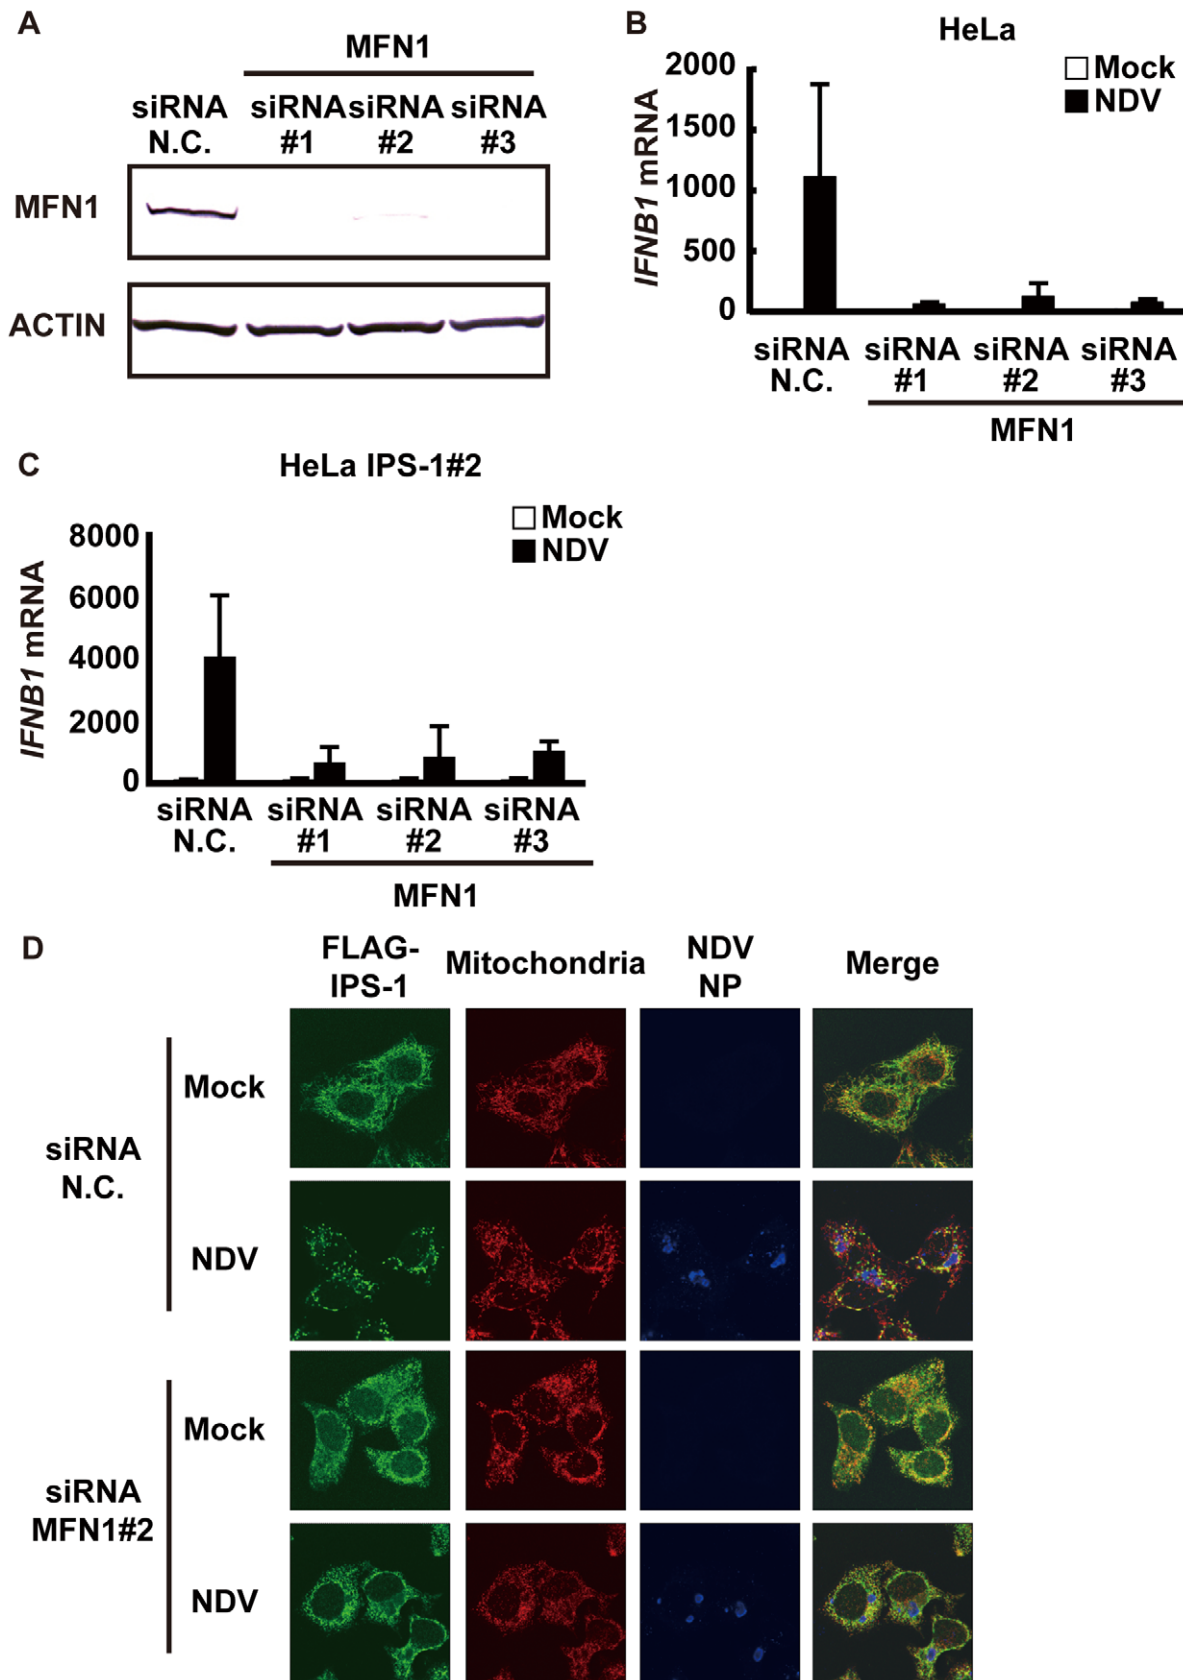 A
MFN1
siRNA N.C.
siRNA #1
siRNA #2
siRNA #3
MFN1
ACTIN
B
HeLa
Mock
NDV
IFNB1 mRNA
2000
1500
1000
500
0
siRNA N.C.
siRNA #1
siRNA #2
siRNA #3
MFN1
C
HeLa IPS-1#2
Mock
NDV
IFNB1 mRNA
8000
6000
4000
2000
0
siRNA N.C.
siRNA #1
siRNA #2
siRNA #3
MFN1
D
FLAG-IPS-1
Mitochondria
NDV NP
Merge
siRNA N.C.
Mock
NDV
siRNA MFN1#2
Mock
NDV